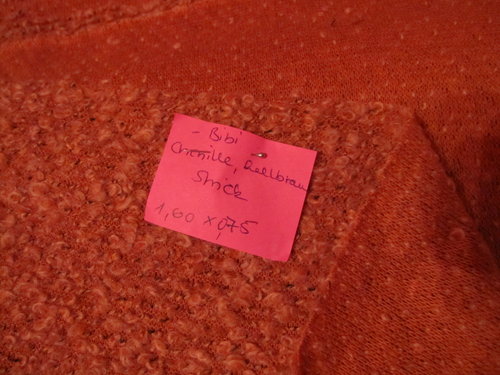 - Bibi
Chenille, hellbraun
Strick
1,60 x 0,75